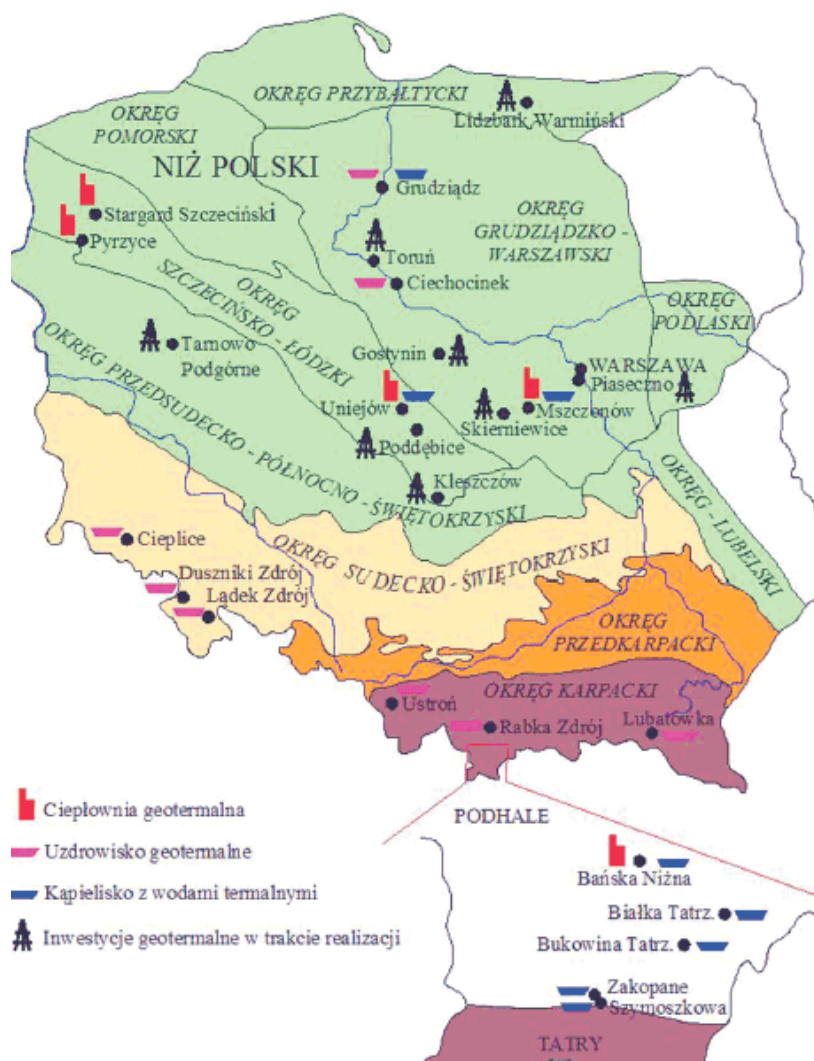 OKRĘG PRZYBAŁTYCKI
OKRĘG
POMORSKI
Lidzbark Warmiński
NIŻ POLSKI
Grudziądz
Stargard Szczeciński
Pyrzyce
OKRĘG
GRUDZIĄDZKO -
WARSZAWSKI
Toruń
Ciechocinek
OKRĘG
SZCZECIŃSKO - ŁÓDZKI
OKRĘG
PODLASKI
Tarnowo
Podgórne
Gostynin
WARSZAWA
Piaseczno
Uniejów
Mszczonów
Skierniewice
Poddębice
Kleszczów
OKRĘG PRZEDSUDECKO - PÓŁNOCNO - ŚWIĘTOKRZYSKI
OKRĘG - LUBELSKI
Cieplice
OKRĘG SUDECKO - ŚWIĘTOKRZYSKI
Duszniki Zdrój
Lądek Zdrój
OKRĘG
PRZEDKARPACKI
OKRĘG KARPACKI
Ustroń
Rabka Zdrój
Lubatówka
Ciepłownia geotermalna
Uzdrowisko geotermalne
Kąpielisko z wodami termalnymi
Inwestycje geotermalne w trakcie realizacji
PODHALE
Bańska Niżna
Białka Tatrz.
Bukowina Tatrz.
Zakopane
Szymoszkowa
TATRY